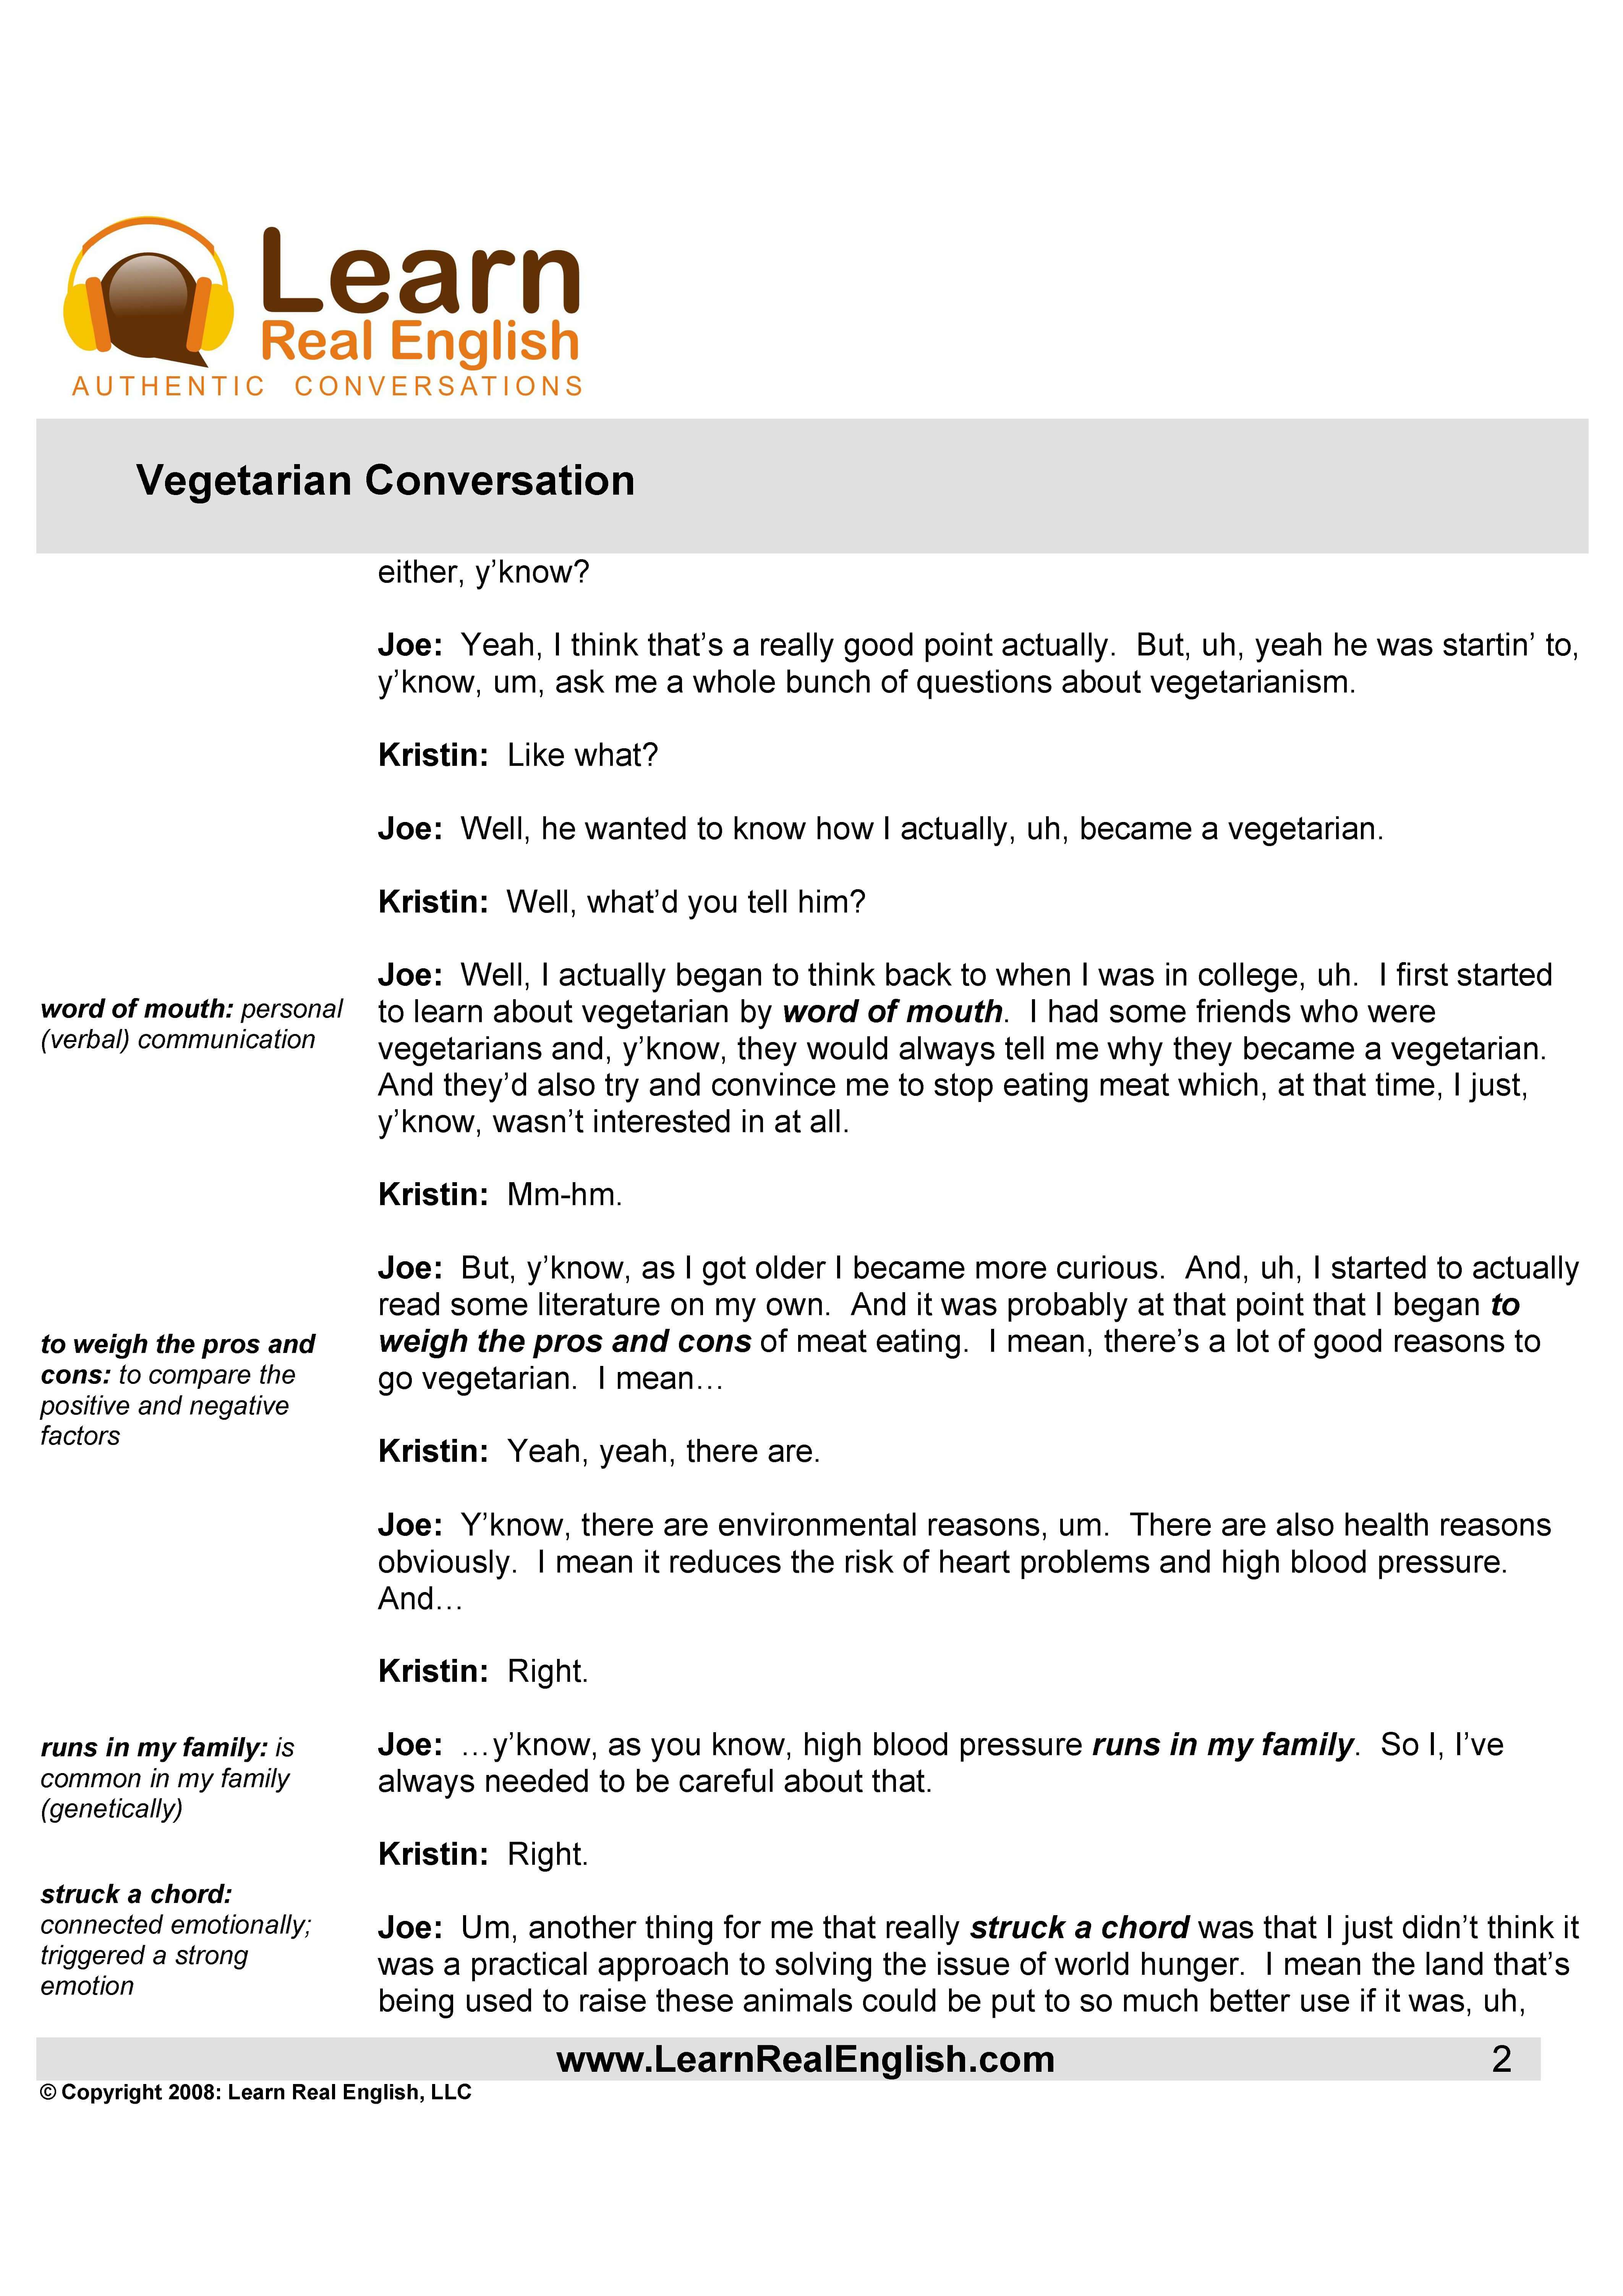 Learn
Real English
AUTHENTIC CONVERSATIONS
Vegetarian Conversation
either, y'know?
Joe: Yeah, I think that's a really good point actually. But, uh, yeah he was startin' to,
y'know, um, ask me a whole bunch of questions about vegetarianism.
Kristin: Like what?
Joe: Well, he wanted to know how I actually, uh, became a vegetarian.
Kristin: Well, what'd you tell him?
Joe: Well, I actually began to think back to when I was in college, uh. I first started
to learn about vegetarian by word of mouth. I had some friends who were
vegetarians and, y'know, they would always tell me why they became a vegetarian.
And they'd also try and convince me to stop eating meat which, at that time, I just,
y'know, wasn't interested in at all.
word of mouth: personal
(verbal) communication
Kristin: Mm-hm.
Joe: But, y'know, as I got older I became more curious. And, uh, I started to actually
read some literature on my own. And it was probably at that point that I began to
weigh the pros and cons of meat eating. I mean, there's a lot of good reasons to
go vegetarian. I mean…
to weigh the pros and
cons: to compare the
positive and negative
factors
Kristin: Yeah, yeah, there are.
Joe: Y'know, there are environmental reasons, um. There are also health reasons
obviously. I mean it reduces the risk of heart problems and high blood pressure.
And…
Kristin: Right.
Joe: …y'know, as you know, high blood pressure runs in my family. So I, I've
always needed to be careful about that.
runs in my family: is
common in my family
(genetically)
Kristin: Right.
Joe: Um, another thing for me that really struck a chord was that I just didn't think it
was a practical approach to solving the issue of world hunger. I mean the land that's
being used to raise these animals could be put to so much better use if it was, uh,
struck a chord:
connected emotionally;
triggered a strong
emotion
www.LearnRealEnglish.com 2
© Copyright 2008: Learn Real English, LLC